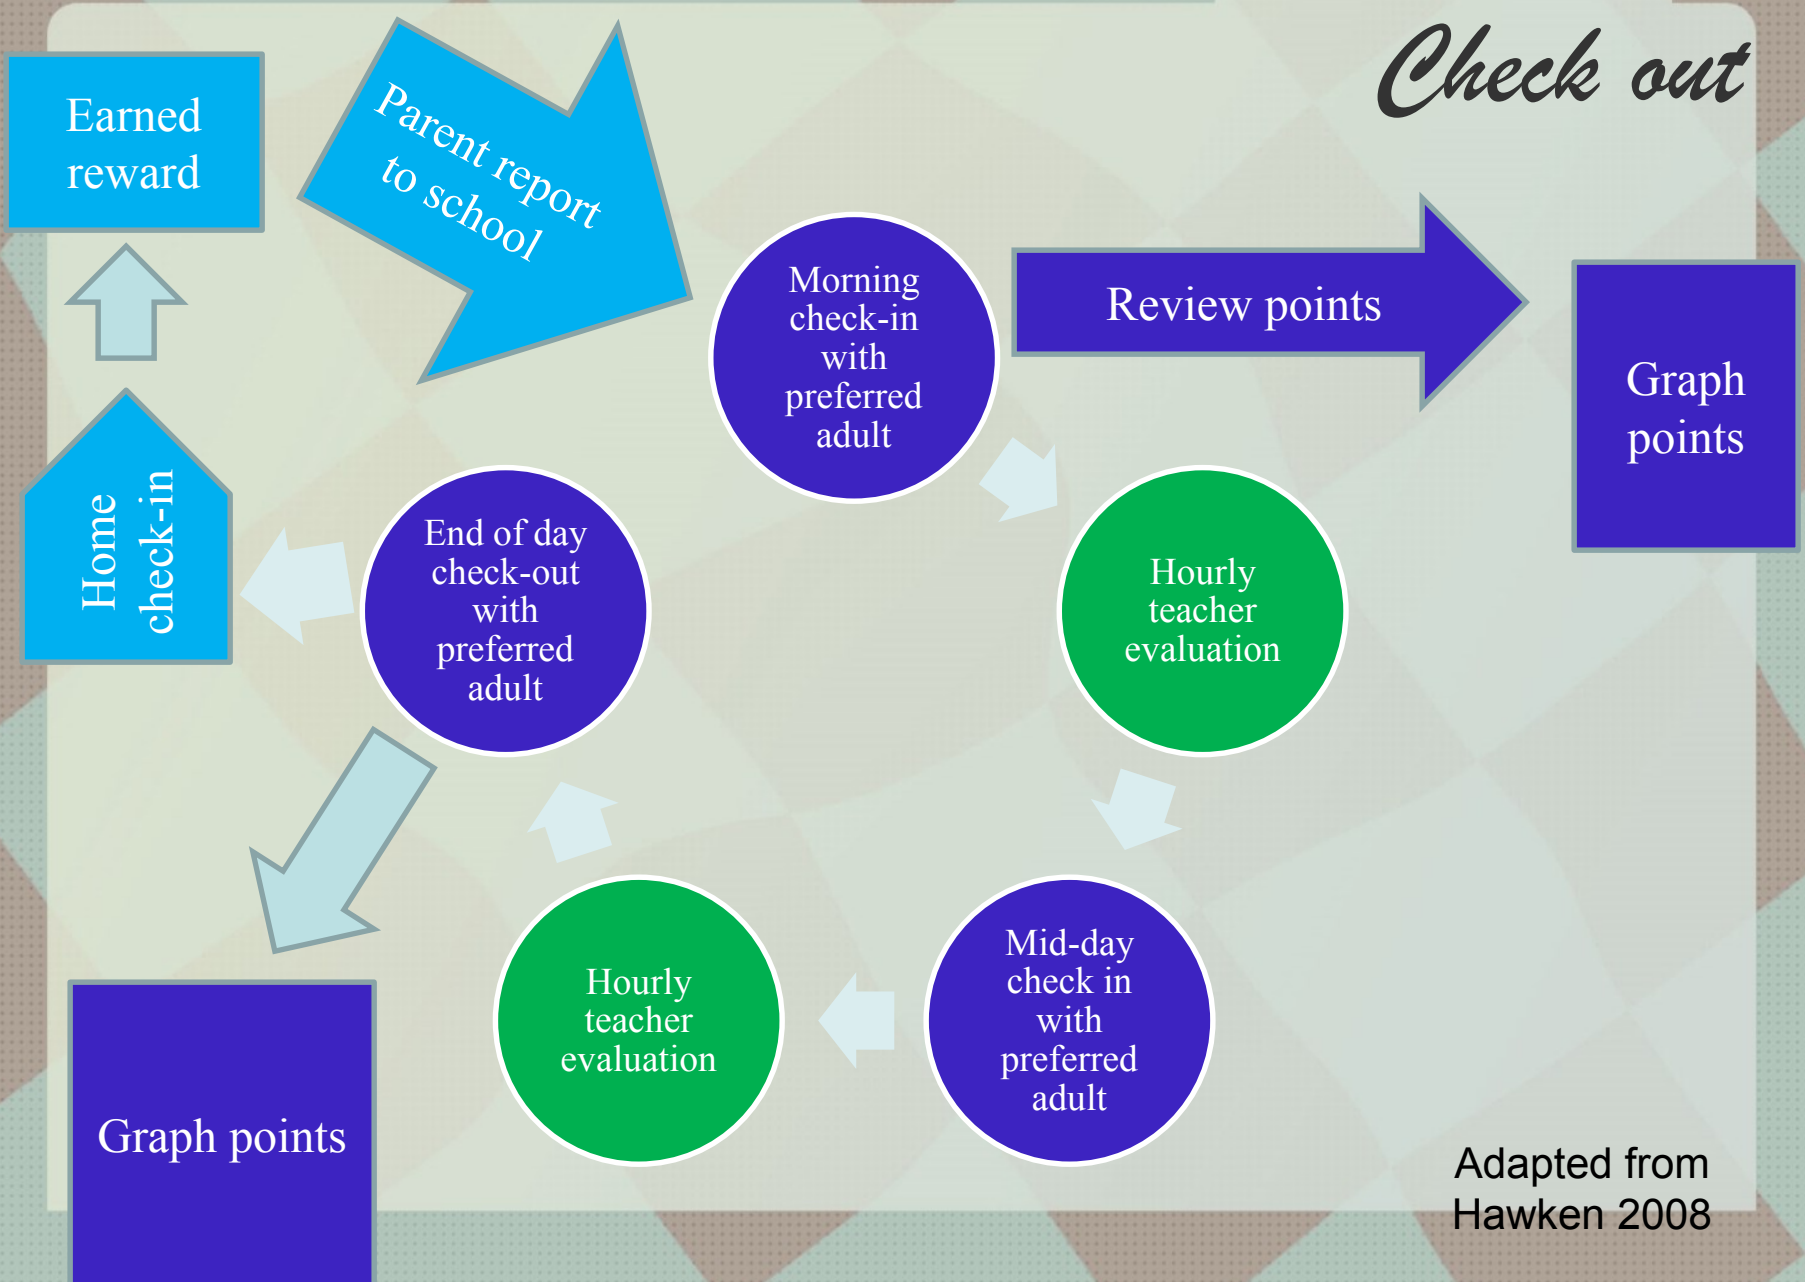 Check out
Earned
reward
Parent report
to school
Morning
check-in
with
preferred
adult
Review points
Graph
points
Home
check-in
End of day
check-out
with
preferred
adult
Hourly
teacher
evaluation
Hourly
teacher
evaluation
Mid-day
check in
with
preferred
adult
Graph points
Adapted from
Hawken 2008